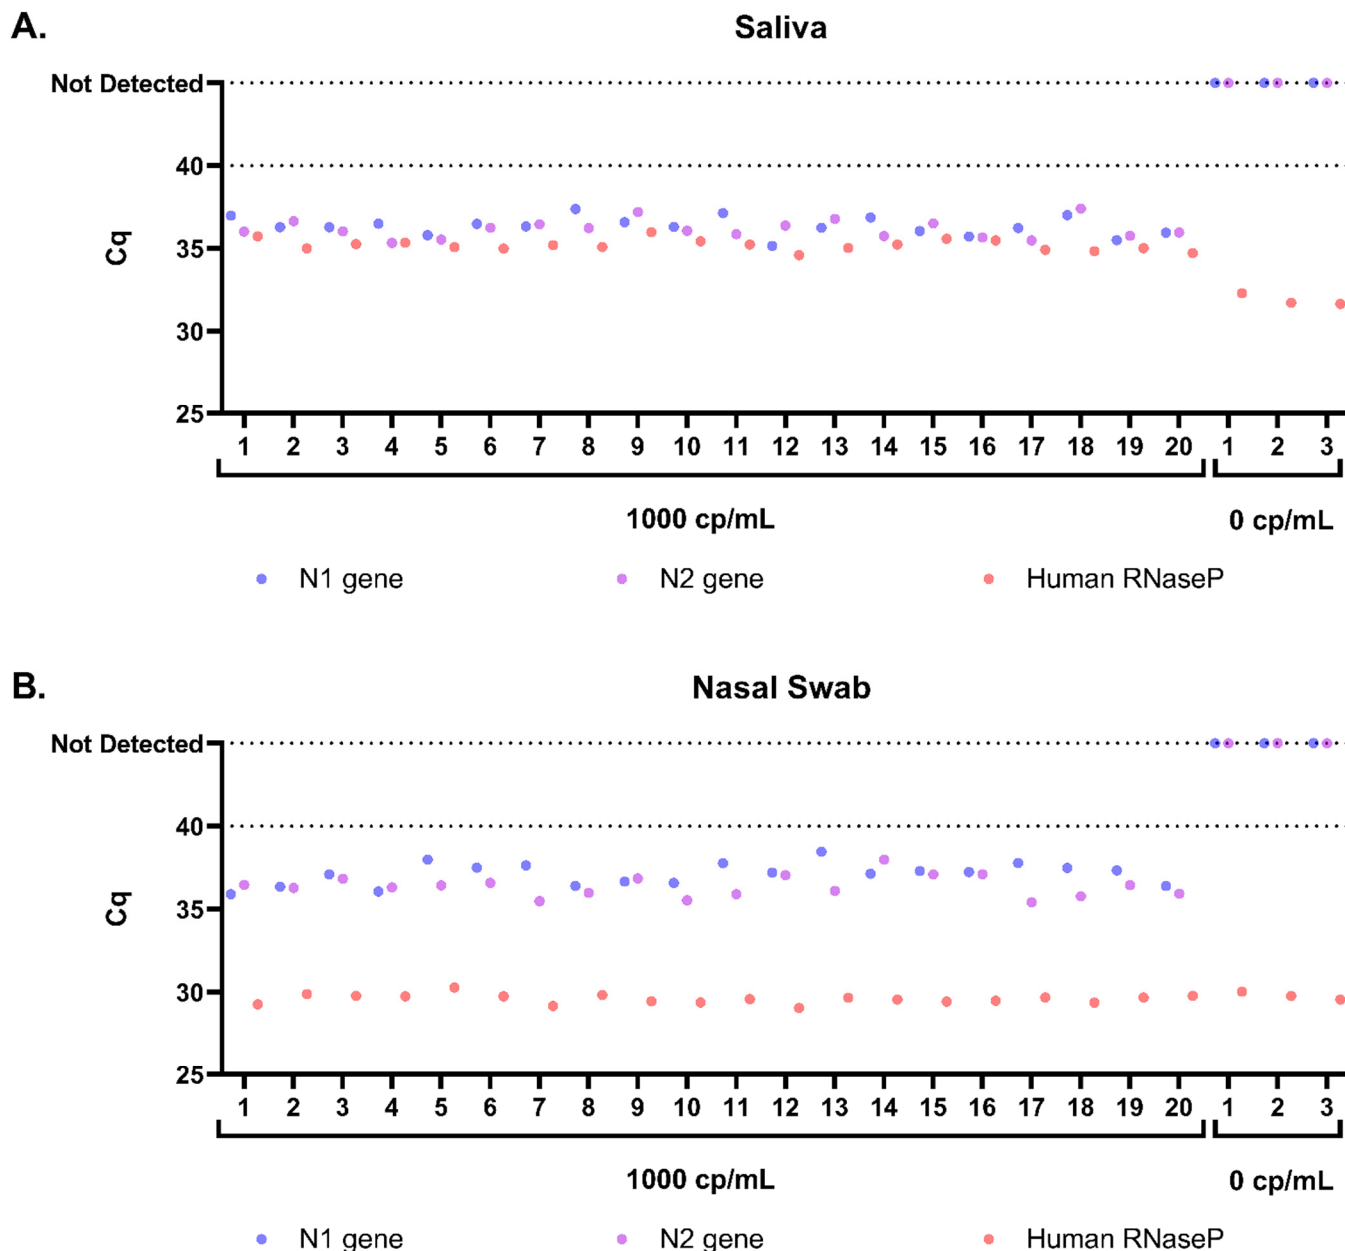 A.
Saliva
Not Detected
40
35
30
25
Cq
1 2 3 4 5 6 7 8 9 10 11 12 13 14 15 16 17 18 19 20 1 2 3
1000 cp/mL 0 cp/mL
N1 gene N2 gene Human RNaseP
B.
Nasal Swab
Not Detected
40
35
30
25
Cq
1 2 3 4 5 6 7 8 9 10 11 12 13 14 15 16 17 18 19 20 1 2 3
1000 cp/mL 0 cp/mL
N1 gene N2 gene Human RNaseP